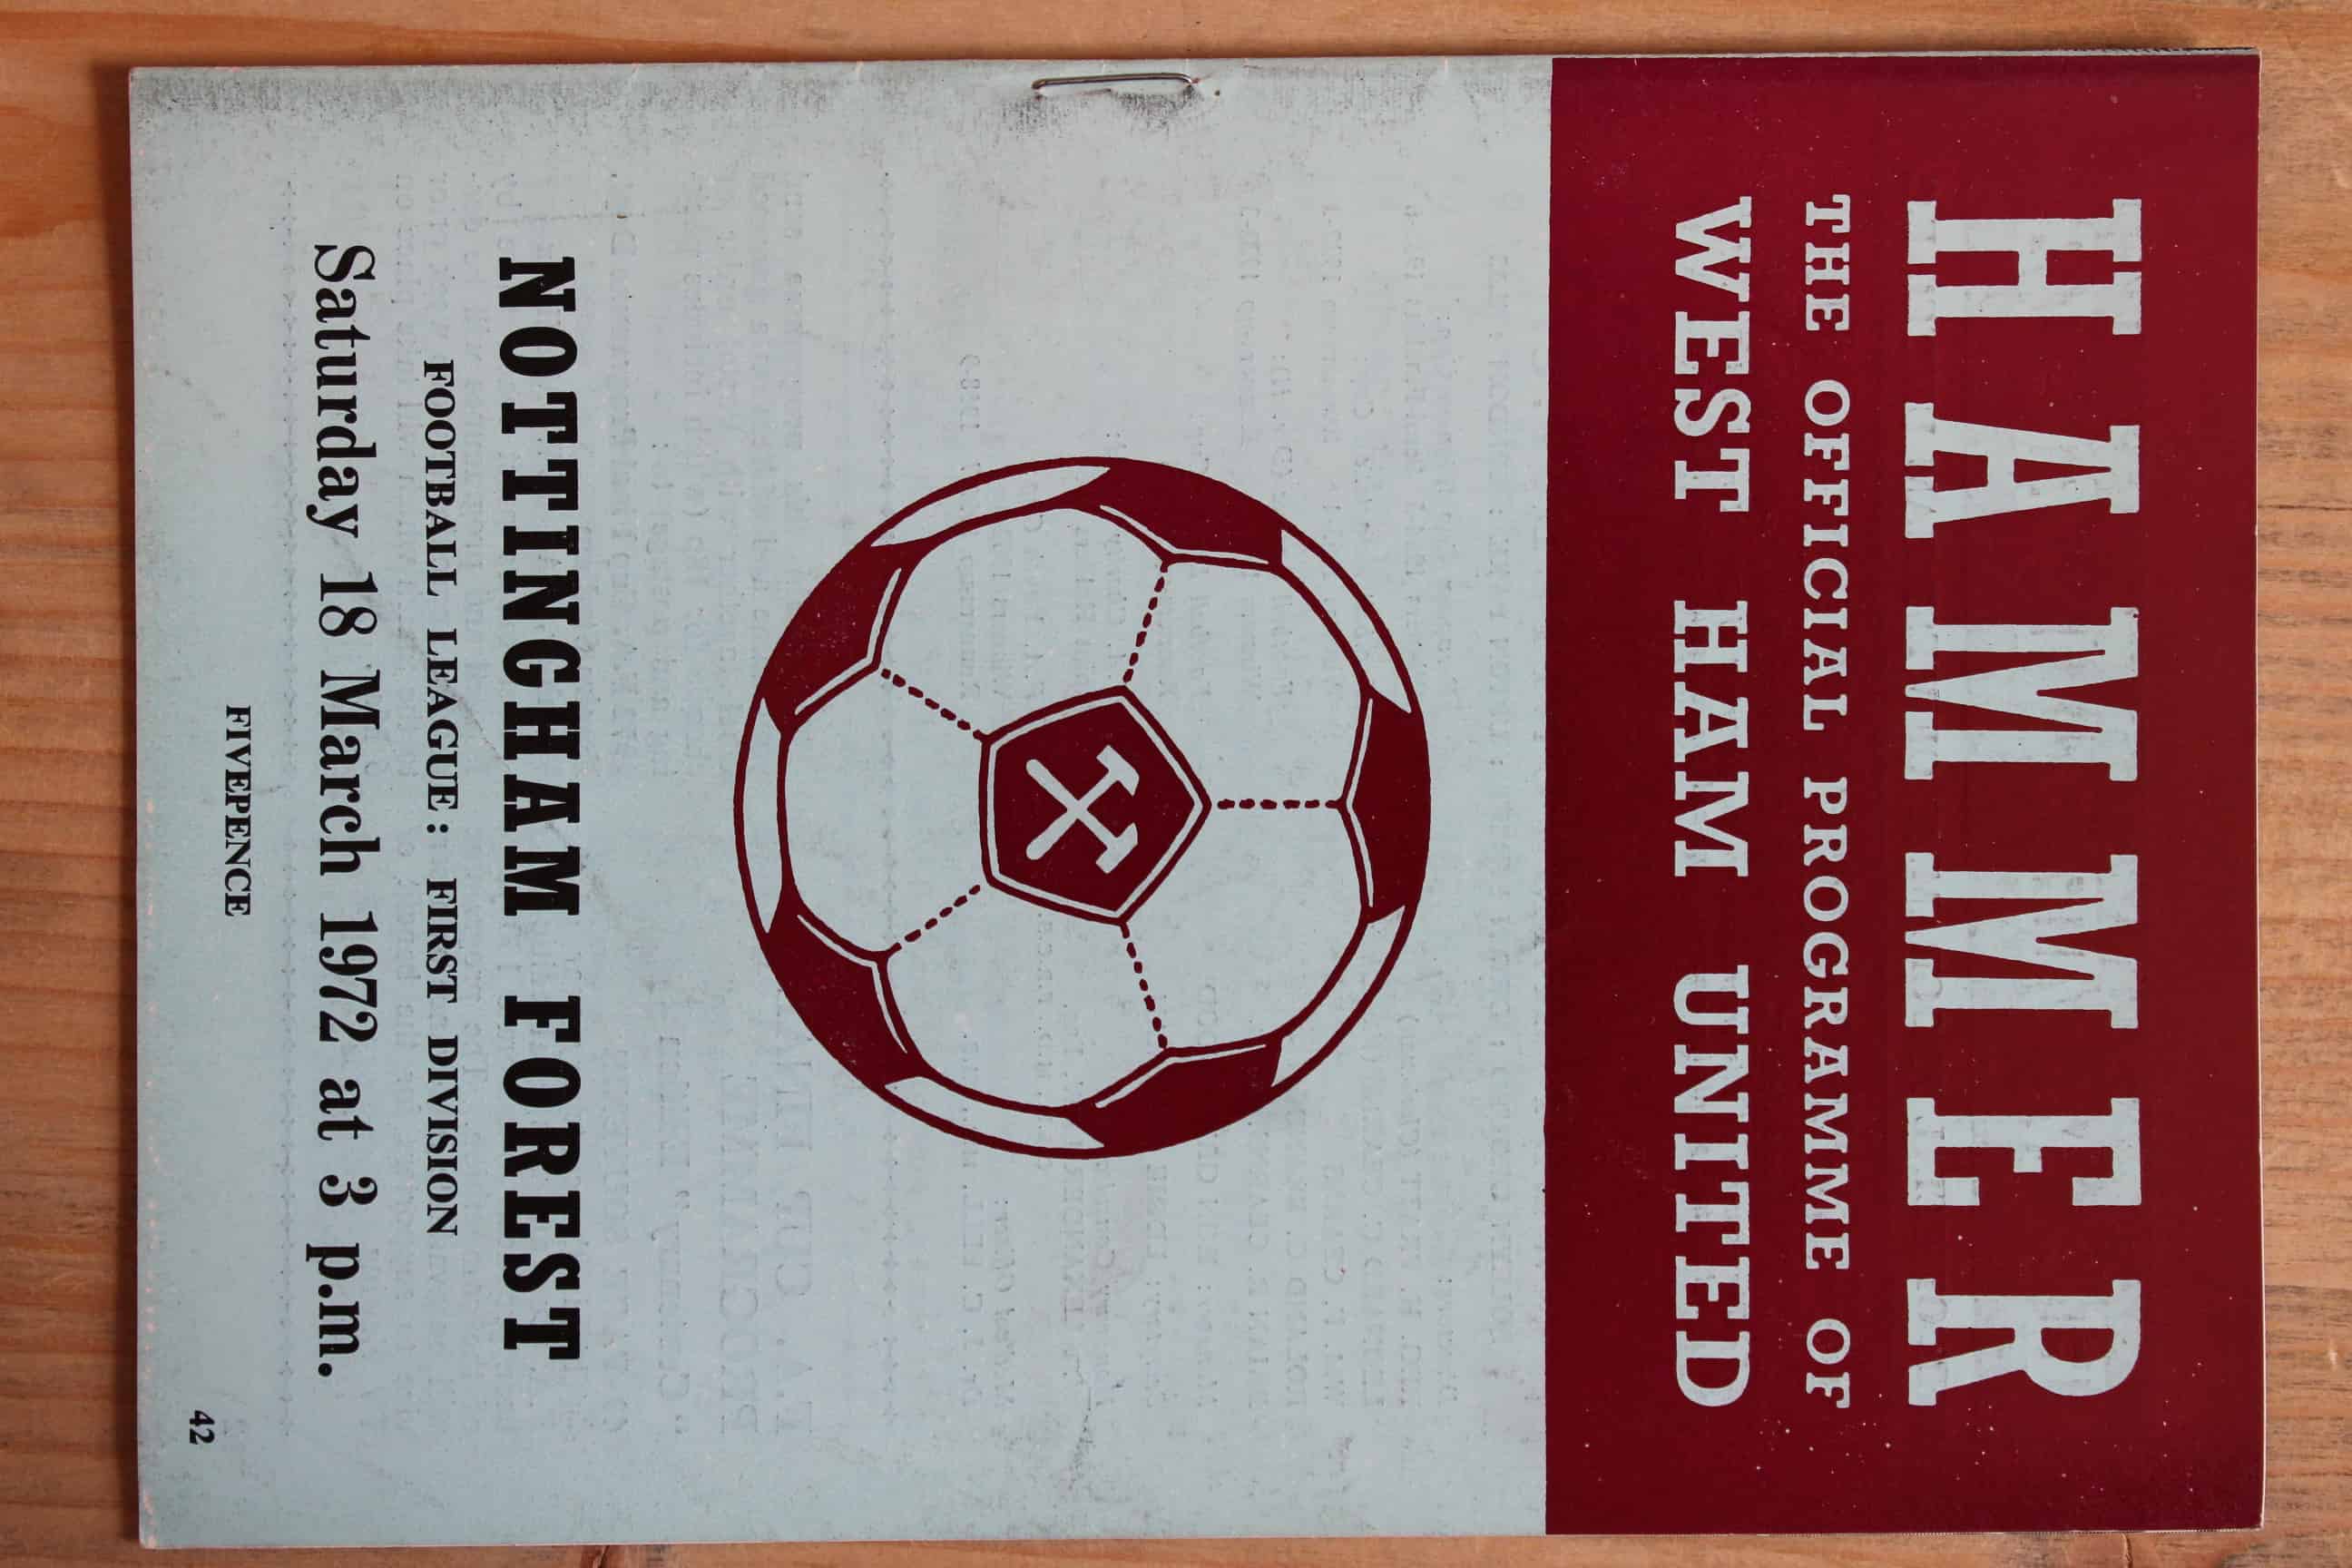 HAMMER
THE OFFICIAL PROGRAMME OF
WEST HAM UNITED
NOTTINGHAM FOREST
FOOTBALL LEAGUE: FIRST DIVISION
Saturday 18 March 1972 at 3 p.m.
FIVEPENCE
42